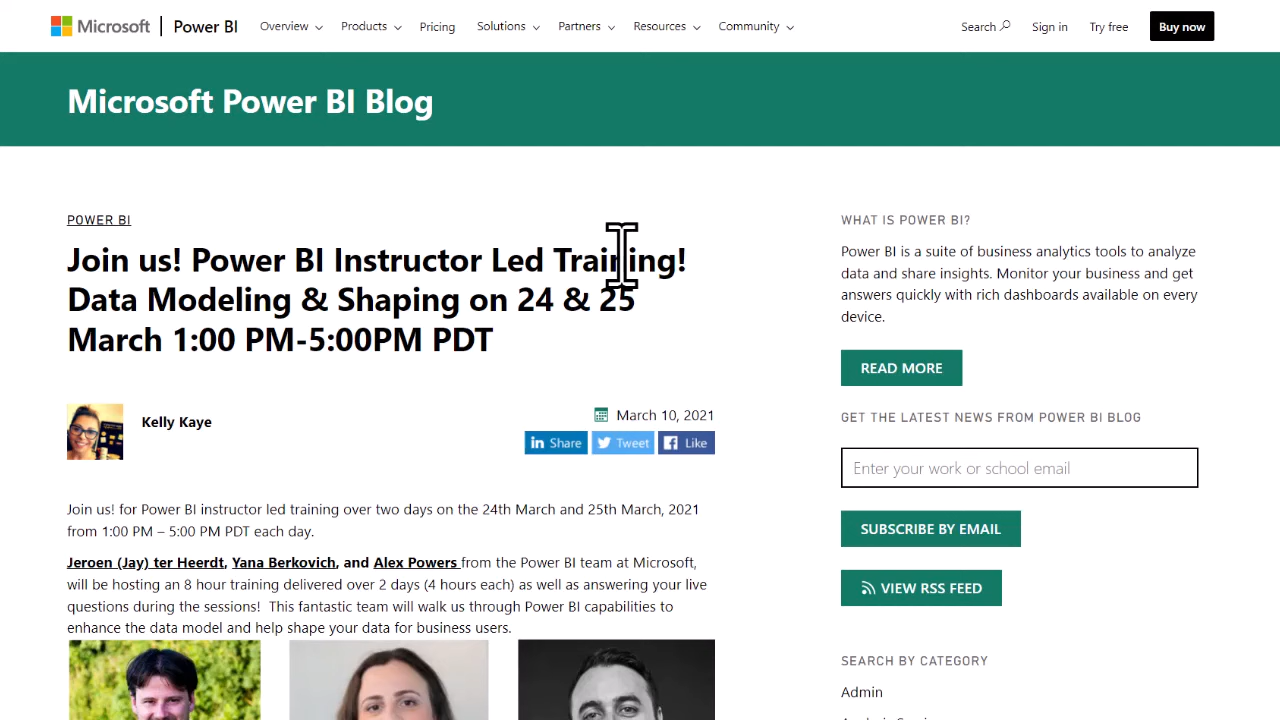 Microsoft Power BI Overview Products Pricing Solutions Partners Resources Community Search Sign in Try free Buy now
Microsoft Power BI Blog
POWER BI
Join us! Power BI Instructor Led Training!
Data Modeling & Shaping on 24 & 25
March 1:00 PM-5:00PM PDT
Kelly Kaye
March 10, 2021
in Share Tweet Like
Join us! for Power BI instructor led training over two days on the 24th March and 25th March, 2021
from 1:00 PM – 5:00 PM PDT each day.
Jeroen (Jay) ter Heerdt, Yana Berkovich, and Alex Powers from the Power BI team at Microsoft,
will be hosting an 8 hour training delivered over 2 days (4 hours each) as well as answering your live
questions during the sessions! This fantastic team will walk us through Power BI capabilities to
enhance the data model and help shape your data for business users.
WHAT IS POWER BI?
Power BI is a suite of business analytics tools to analyze
data and share insights. Monitor your business and get
answers quickly with rich dashboards available on every
device.
READ MORE
GET THE LATEST NEWS FROM POWER BI BLOG
Enter your work or school email
SUBSCRIBE BY EMAIL
VIEW RSS FEED
SEARCH BY CATEGORY
Admin